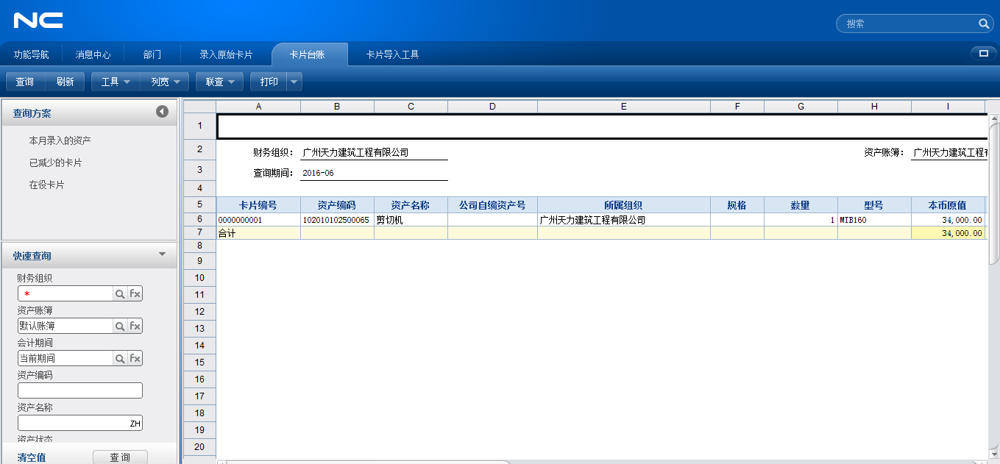 NC
搜索
功能导航 消息中心 部门 录入原始卡片 卡片台账 卡片导入工具
查询 刷新 工具 列宽 联查 打印
查询方案
本月录入的资产
已减少的卡片
在役卡片
快速查询
财务组织
* fx
资产账簿
默认账簿 fx
会计期间
当前期间 fx
资产编码
资产名称
ZH
资产状态
清空值 查询
A B C D E F G H I
1
2 财务组织： 广州天力建筑工程有限公司 资产账簿： 广州天力建筑工程有
3 查询期间： 2016-06
4
5 卡片编号 资产编码 资产名称 公司自编资产号 所属组织 规格 数量 型号 本币原值
6 0000000001 102010102500065 剪切机 广州天力建筑工程有限公司 1 MTB160 34,000.00
7 合计 34,000.00
8
9
10
11
12
13
14
15
16
17
18
19
20